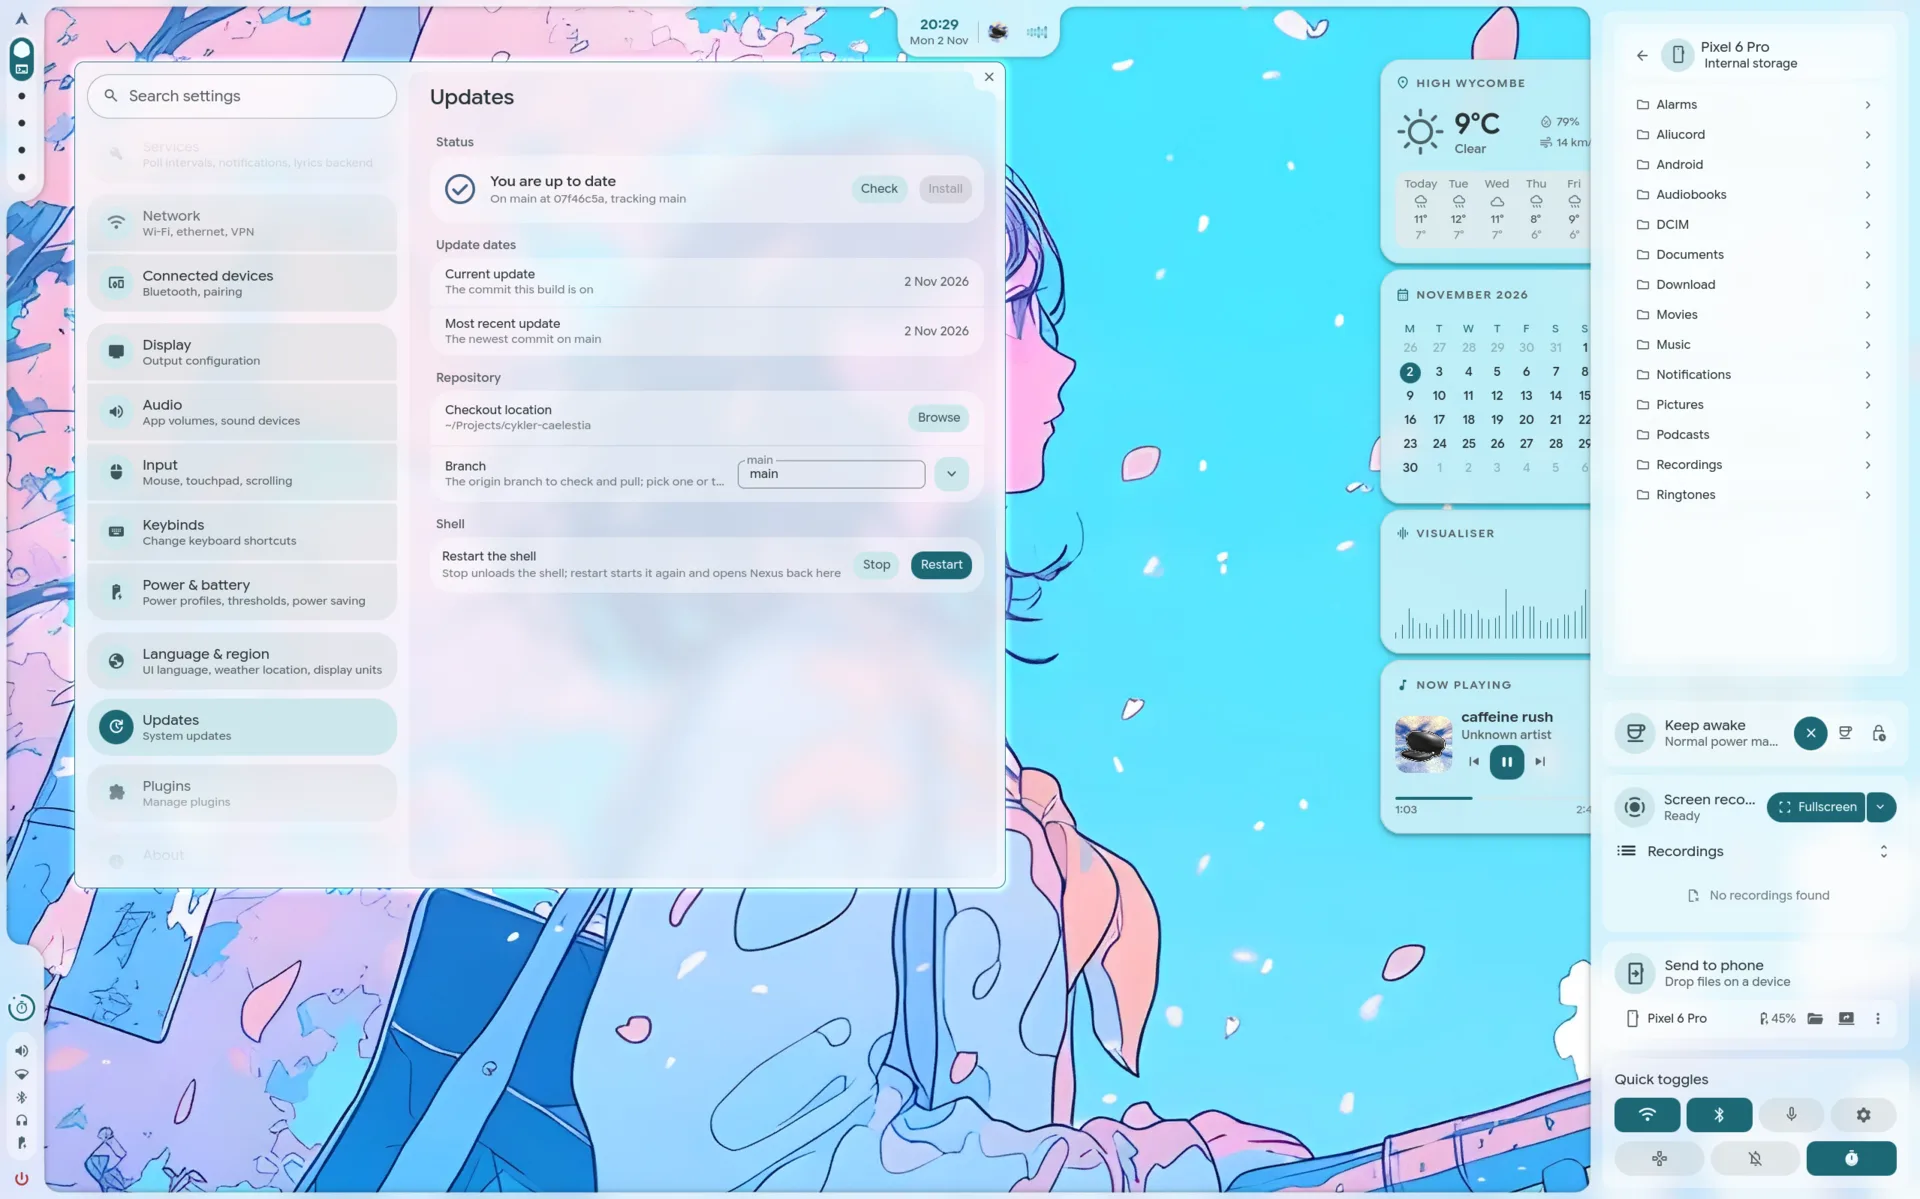 20:29
Mon 2 Nov
Search settings
Services
Poll intervals, notifications, lyrics backend
Network
Wi-Fi, ethernet, VPN
Connected devices
Bluetooth, pairing
Display
Output configuration
Audio
App volumes, sound devices
Input
Mouse, touchpad, scrolling
Keybinds
Change keyboard shortcuts
Power & battery
Power profiles, thresholds, power saving
Language & region
UI language, weather location, display units
Updates
System updates
Plugins
Manage plugins
About
Updates
Status
You are up to date
On main at 07f46c5a, tracking main
Check
Install
Update dates
Current update
The commit this build is on
2 Nov 2026
Most recent update
The newest commit on main
2 Nov 2026
Repository
Checkout location
~/Projects/cykler-caelestia
Browse
Branch
The origin branch to check and pull; pick one or t...
main
main
Shell
Restart the shell
Stop unloads the shell; restart starts it again and opens Nexus back here
Stop
Restart
HIGH WYCOMBE
9°C
Clear
79%
14 km/
Today Tue Wed Thu Fri
11° 12° 11° 8° 9°
7° 7° 7° 6° 6°
NOVEMBER 2026
M T W T F S S
26 27 28 29 30 31 1
2 3 4 5 6 7 8
9 10 11 12 13 14 15
16 17 18 19 20 21 22
23 24 25 26 27 28 29
30 1 2 3 4 5 6
VISUALISER
NOW PLAYING
caffeine rush
Unknown artist
1:03
2:4
Pixel 6 Pro
Internal storage
Alarms
Aliucord
Android
Audiobooks
DCIM
Documents
Download
Movies
Music
Notifications
Pictures
Podcasts
Recordings
Ringtones
Keep awake
Normal power ma...
Screen reco...
Ready
Fullscreen
Recordings
No recordings found
Send to phone
Drop files on a device
Pixel 6 Pro
45%
Quick toggles